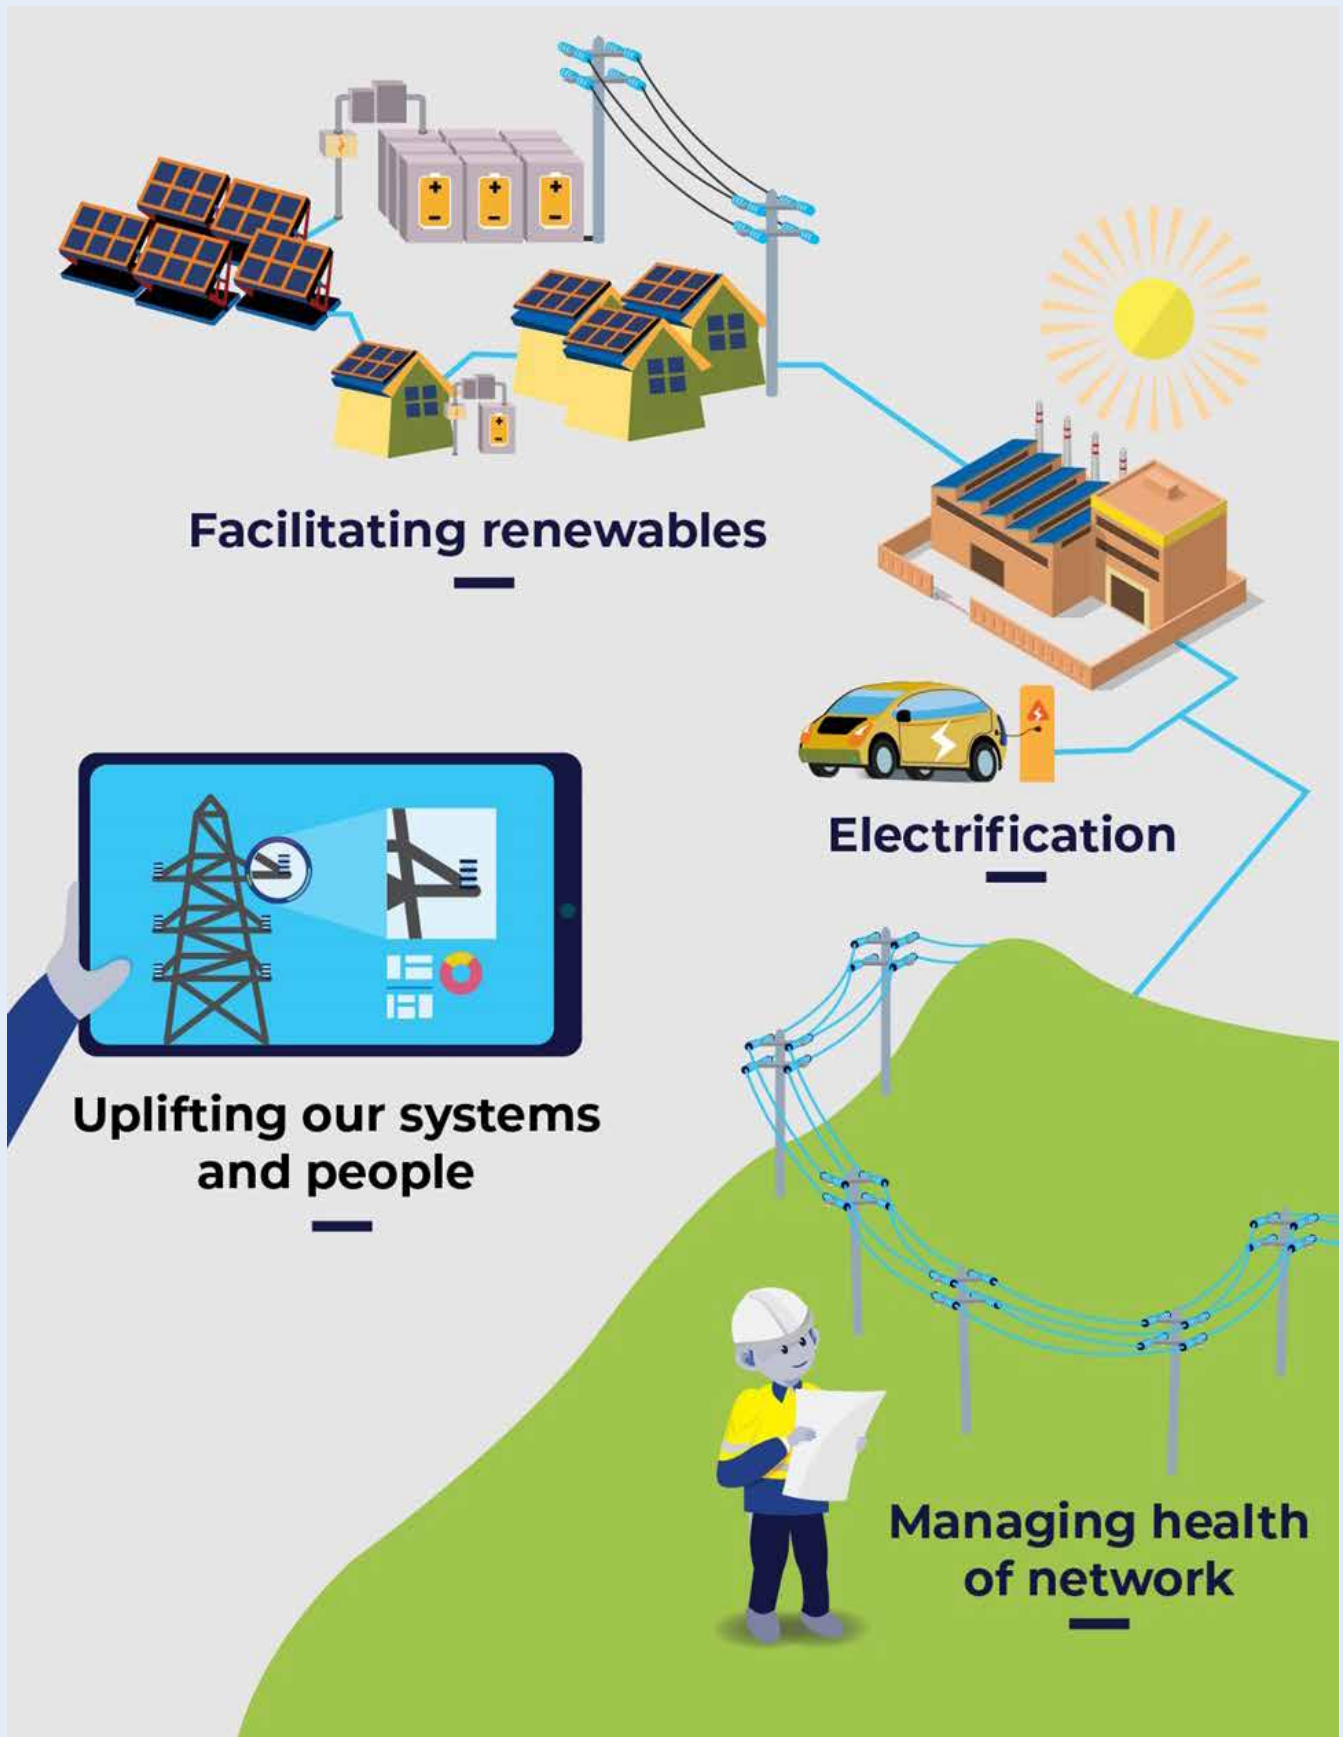 Facilitating renewables
Electrification
Uplifting our systems
and people
Managing health
of network